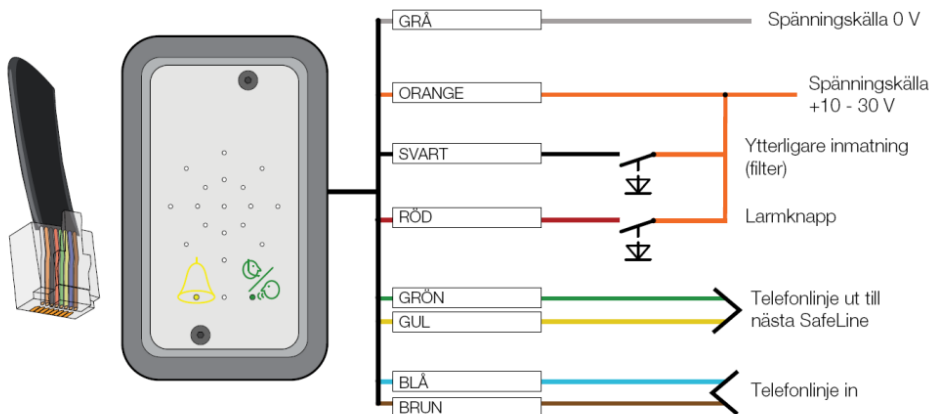 GRÅ
Spänningskälla 0 V
ORANGE
Spänningskälla
+10 - 30 V
SVART
Ytterligare inmatning
(filter)
RÖD
Larmknapp
GRÖN
GUL
Telefonlinje ut till
nästa SafeLine
BLÅ
BRUN
Telefonlinje in